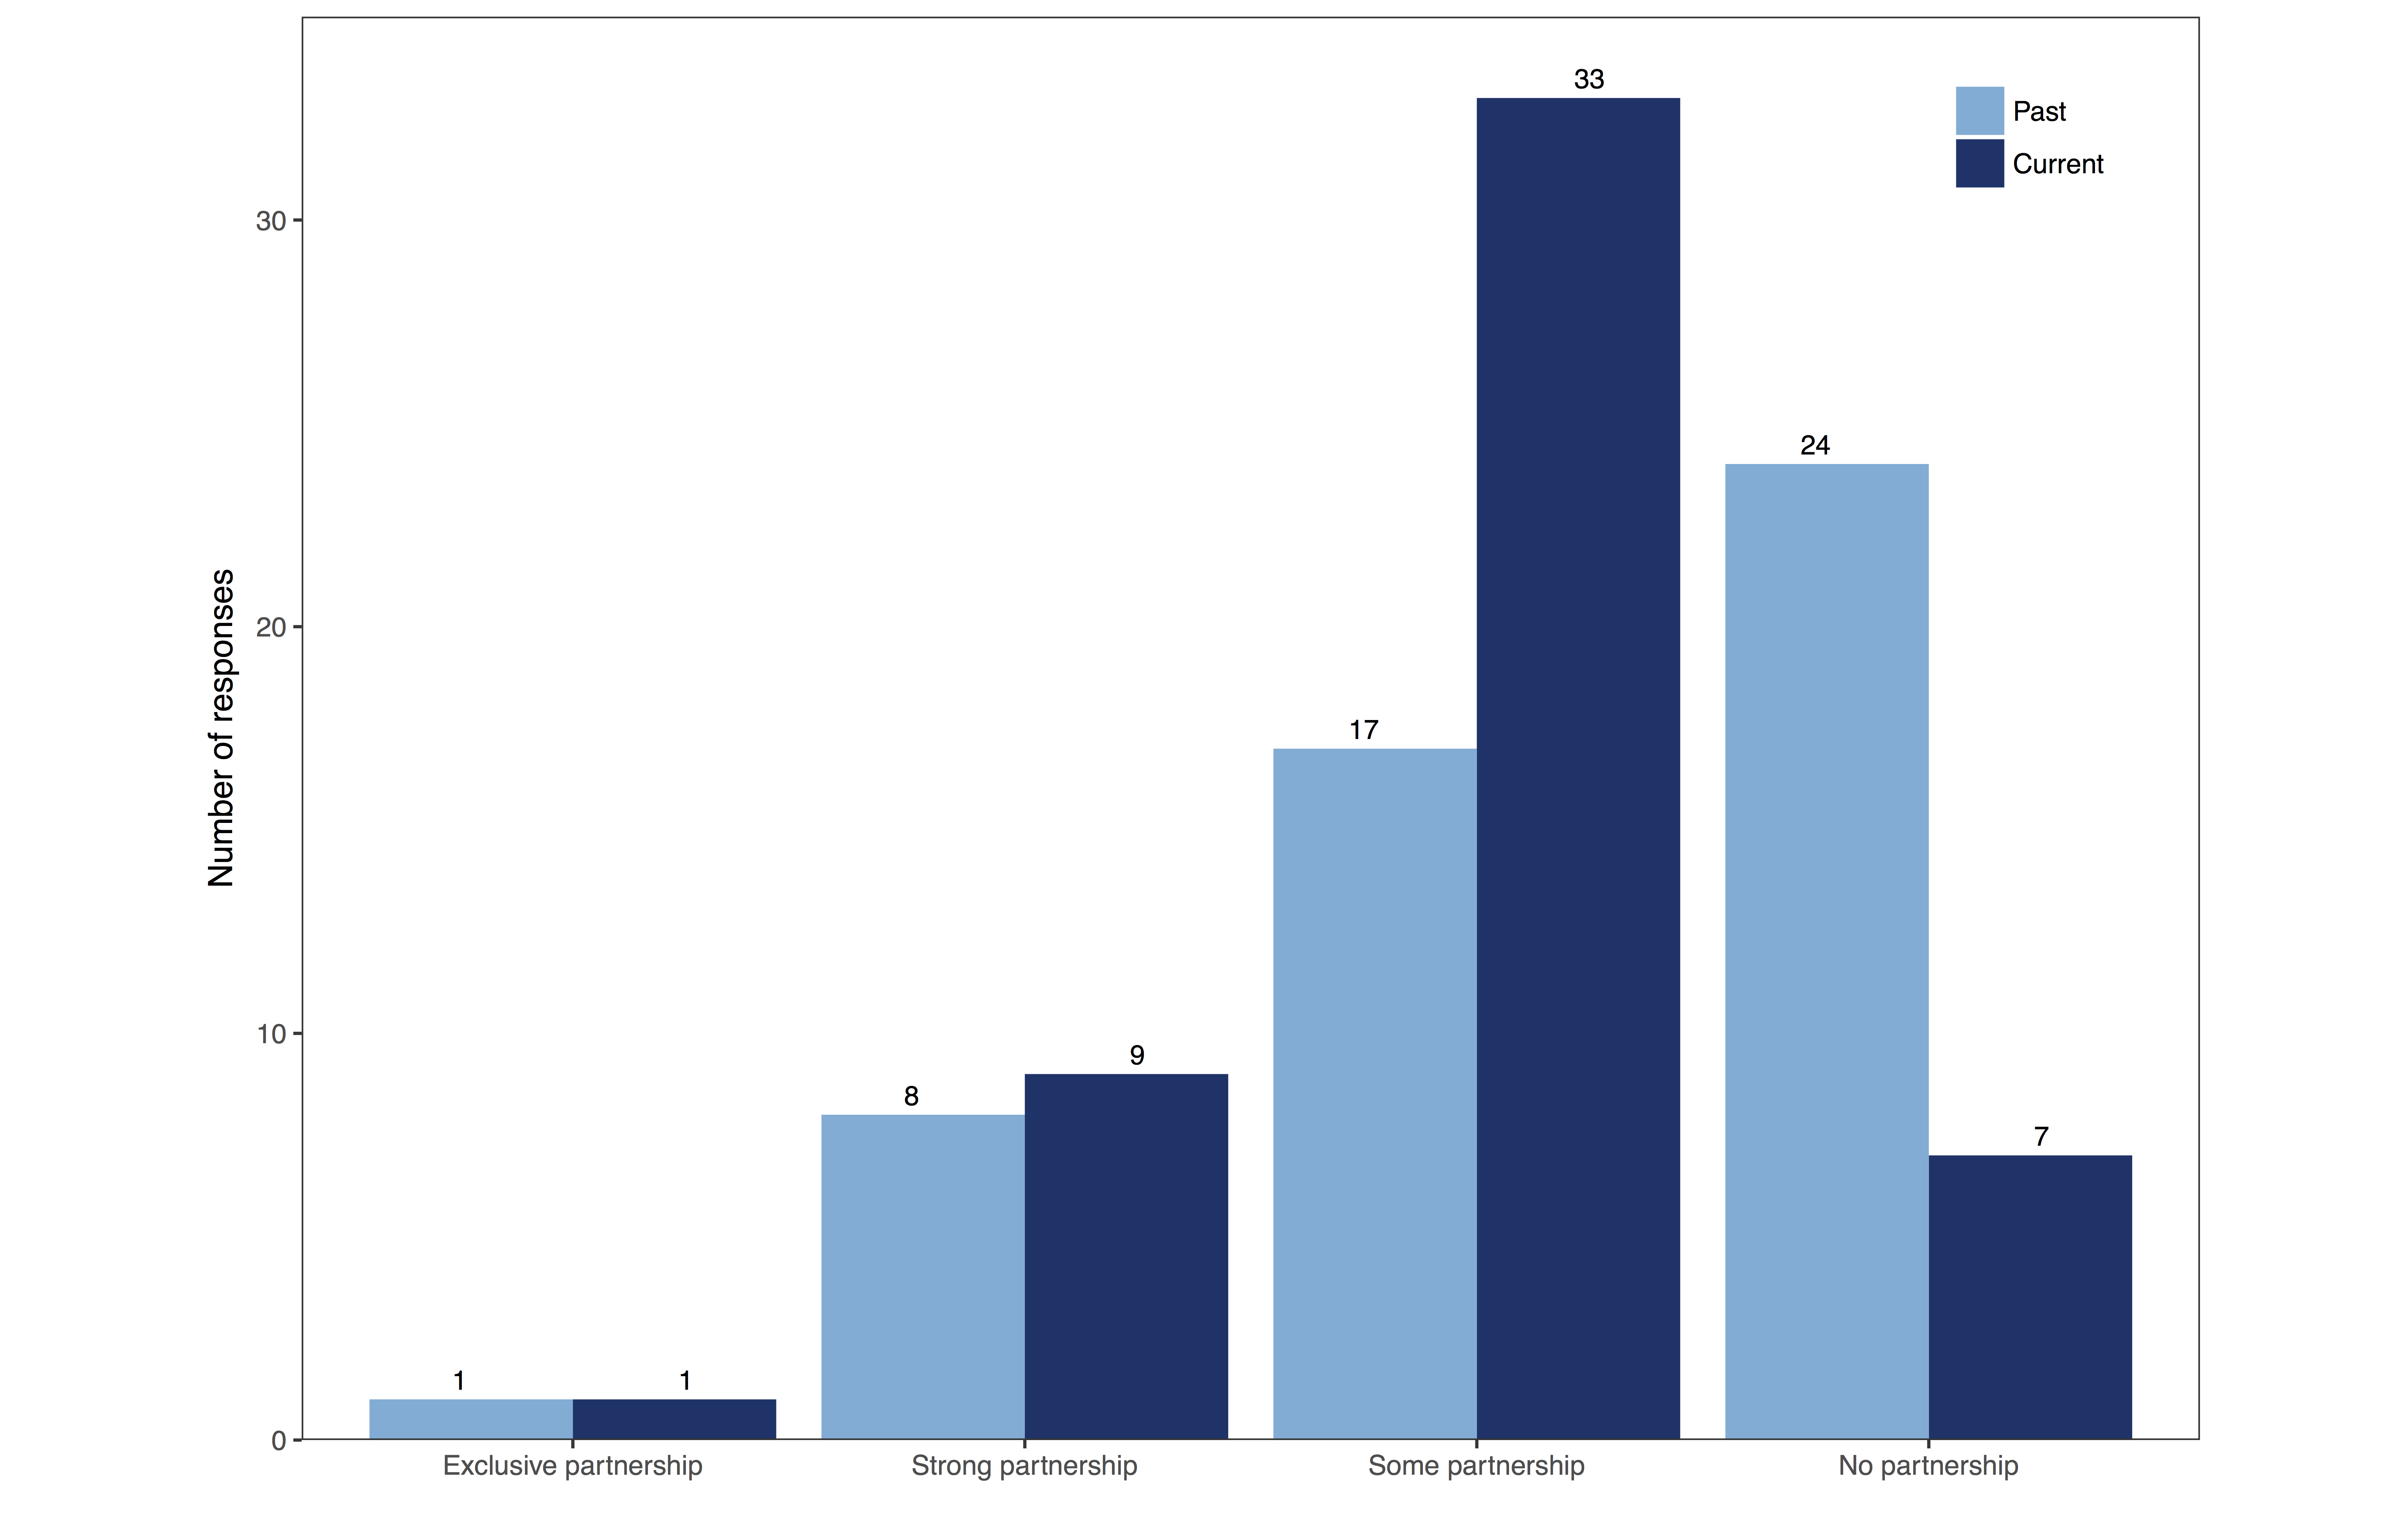 33
Past
Current
30
24
20
17
Number of responses
10
9
8
7
1
1
0
Exclusive partnership
Strong partnership
Some partnership
No partnership